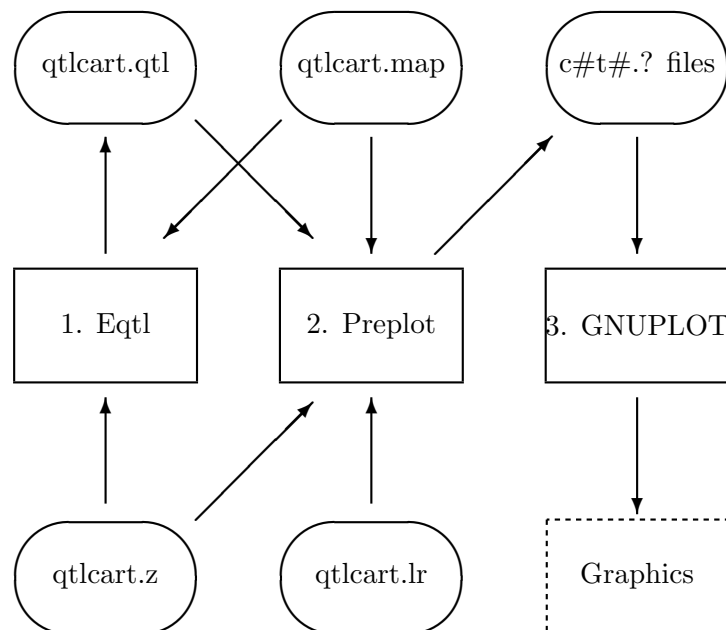 qtlcart.qtl qtlcart.map c#t#.? files
1. Eqtl 2. Preplot 3. GNUPLOT
qtlcart.z qtlcart.lr Graphics